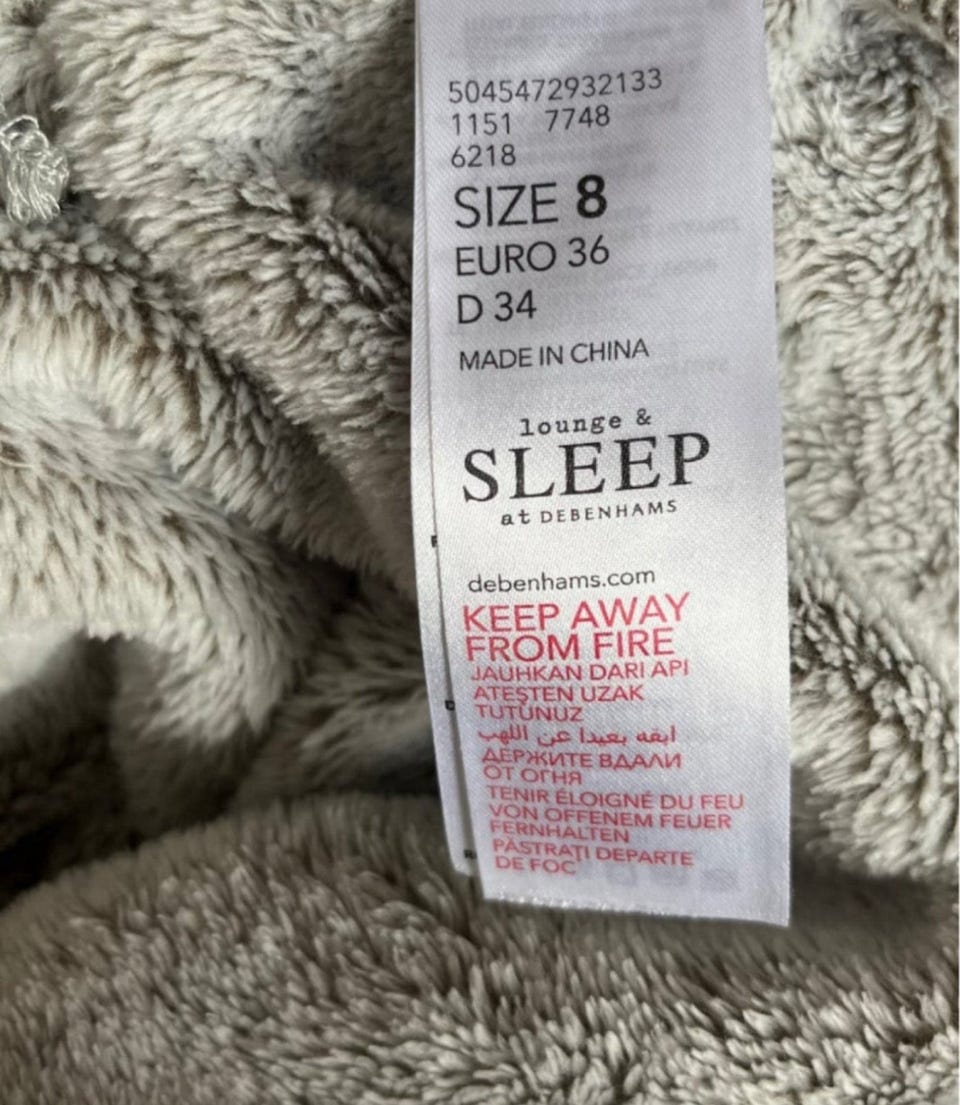 5045472932133
1151 7748
6218
SIZE 8
EURO 36
D 34
MADE IN CHINA
lounge &
SLEEP
at DEBENHAMS
debenhams.com
KEEP AWAY
FROM FIRE
JAUHKAN DARI API
ATEŞTEN UZAK
TUTUNUZ
ابقه بعيدا عن اللهب
ДЕРЖИТЕ ВДАЛИ
ОТ ОГНЯ
TENIR ÉLOIGNÉ DU FEU
VON OFFENEM FEUER
FERNHALTEN
PĂSTRAŢI DEPARTE
DE FOC